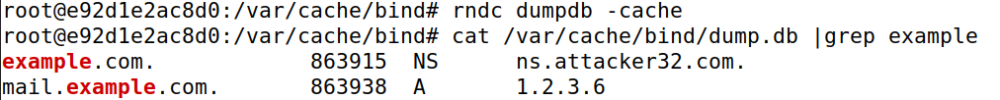 root@e92d1e2ac8d0:/var/cache/bind# rndc dumpdb -cache
root@e92d1e2ac8d0:/var/cache/bind# cat /var/cache/bind/dump.db |grep example
example.com. 863915 NS ns.attacker32.com.
mail.example.com. 863938 A 1.2.3.6